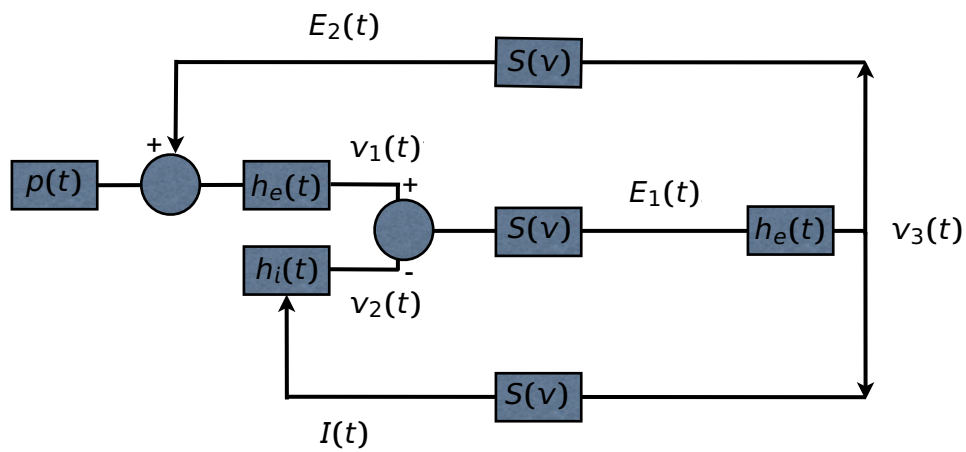 E₂(t)
S(v)
+
p(t)
hₑ(t)
v₁(t)
+
hᵢ(t)
-
v₂(t)
S(v)
E₁(t)
hₑ(t)
v₃(t)
S(v)
I(t)